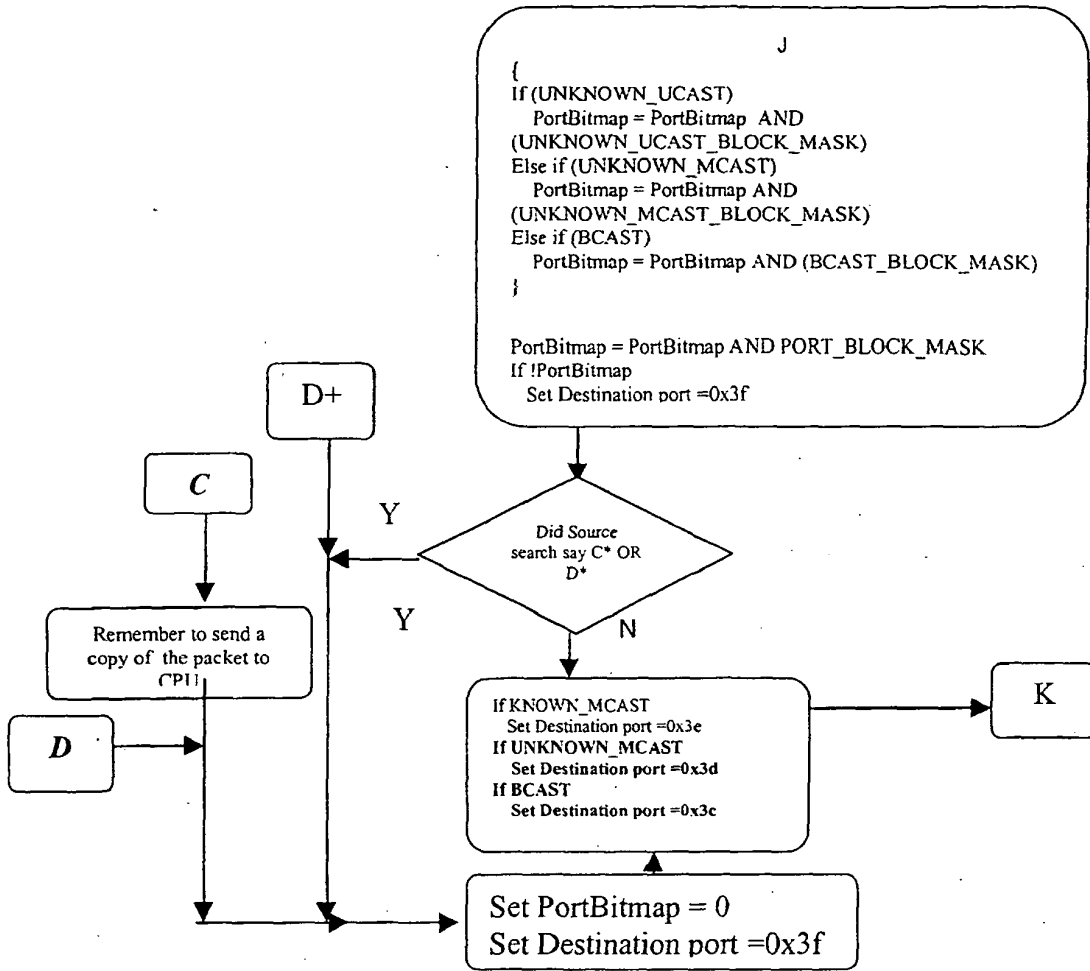 J
{
If (UNKNOWN_UCAST)
PortBitmap = PortBitmap AND
(UNKNOWN_UCAST_BLOCK_MASK)
Else if (UNKNOWN_MCAST)
PortBitmap = PortBitmap AND
(UNKNOWN_MCAST_BLOCK_MASK)
Else if (BCAST)
PortBitmap = PortBitmap AND (BCAST_BLOCK_MASK)
}
PortBitmap = PortBitmap AND PORT_BLOCK_MASK
If !PortBitmap
Set Destination port =0x3f
D+
C
Y
Did Source
search say C* OR
D*
Y
N
Remember to send a
copy of the packet to
CPU
D
If KNOWN_MCAST
Set Destination port =0x3e
If UNKNOWN_MCAST
Set Destination port =0x3d
If BCAST
Set Destination port =0x3c
K
Set PortBitmap = 0
Set Destination port =0x3f